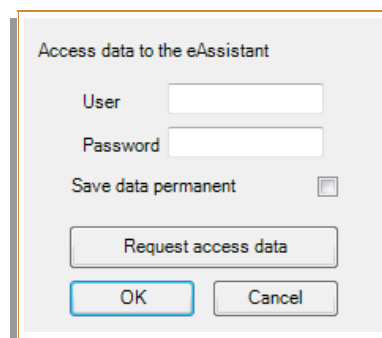 Access data to the eAssistant
User
Password
Save data permanent
Request access data
OK Cancel